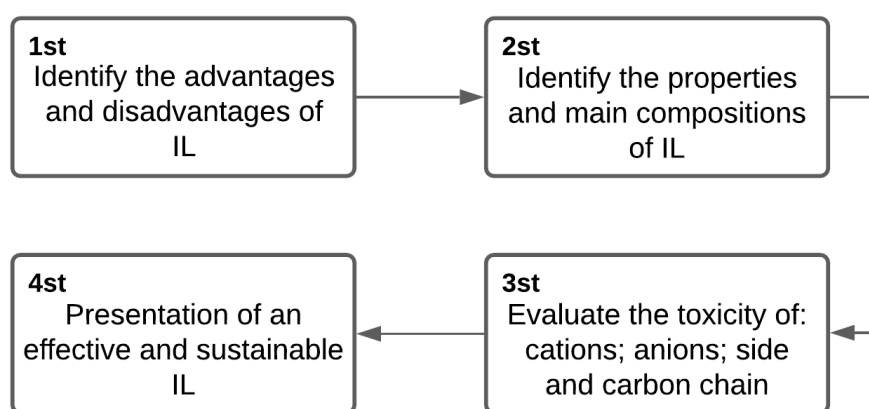 1st
Identify the advantages
and disadvantages of
IL
2st
Identify the properties
and main compositions
of IL
3st
Evaluate the toxicity of:
cations; anions; side
and carbon chain
4st
Presentation of an
effective and sustainable
IL